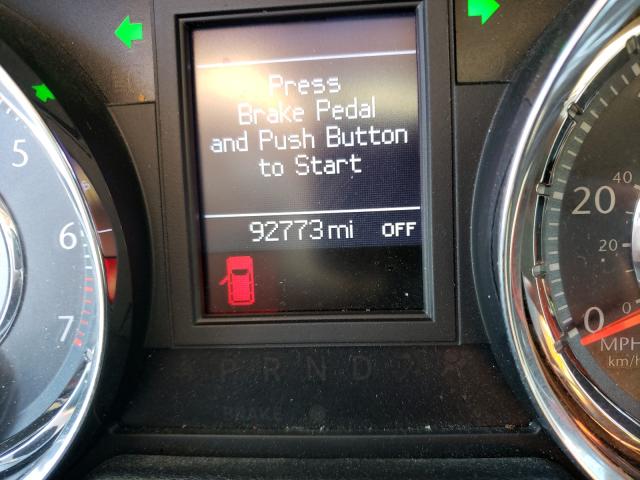 Press
Brake Pedal
and Push Button
to Start
92773 mi OFF
5
6
7
40
20
20
0
0
MPH
km/h
P R N D
BRAKE